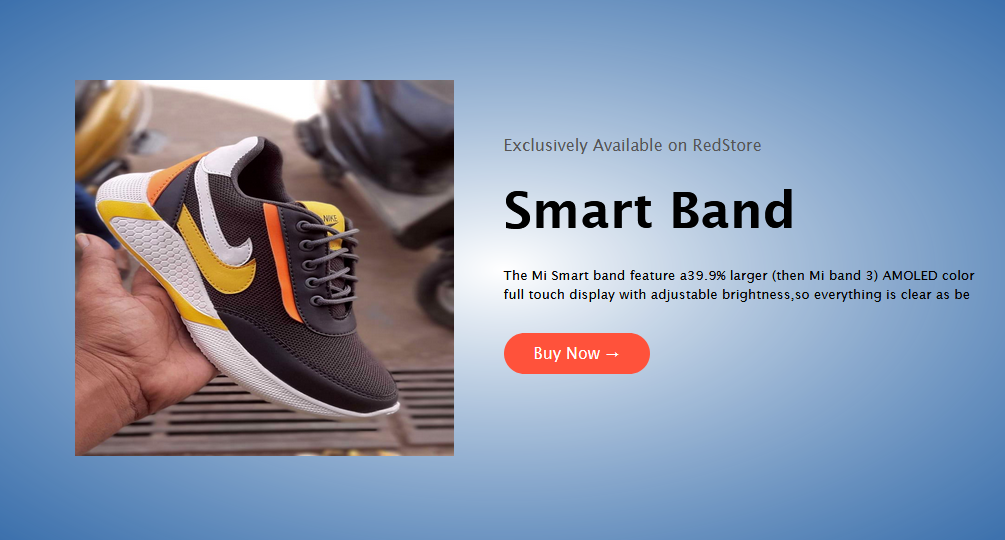 Exclusively Available on RedStore
Smart Band
The Mi Smart band feature a39.9% larger (then Mi band 3) AMOLED color
full touch display with adjustable brightness,so everything is clear as be
Buy Now →
NIKE